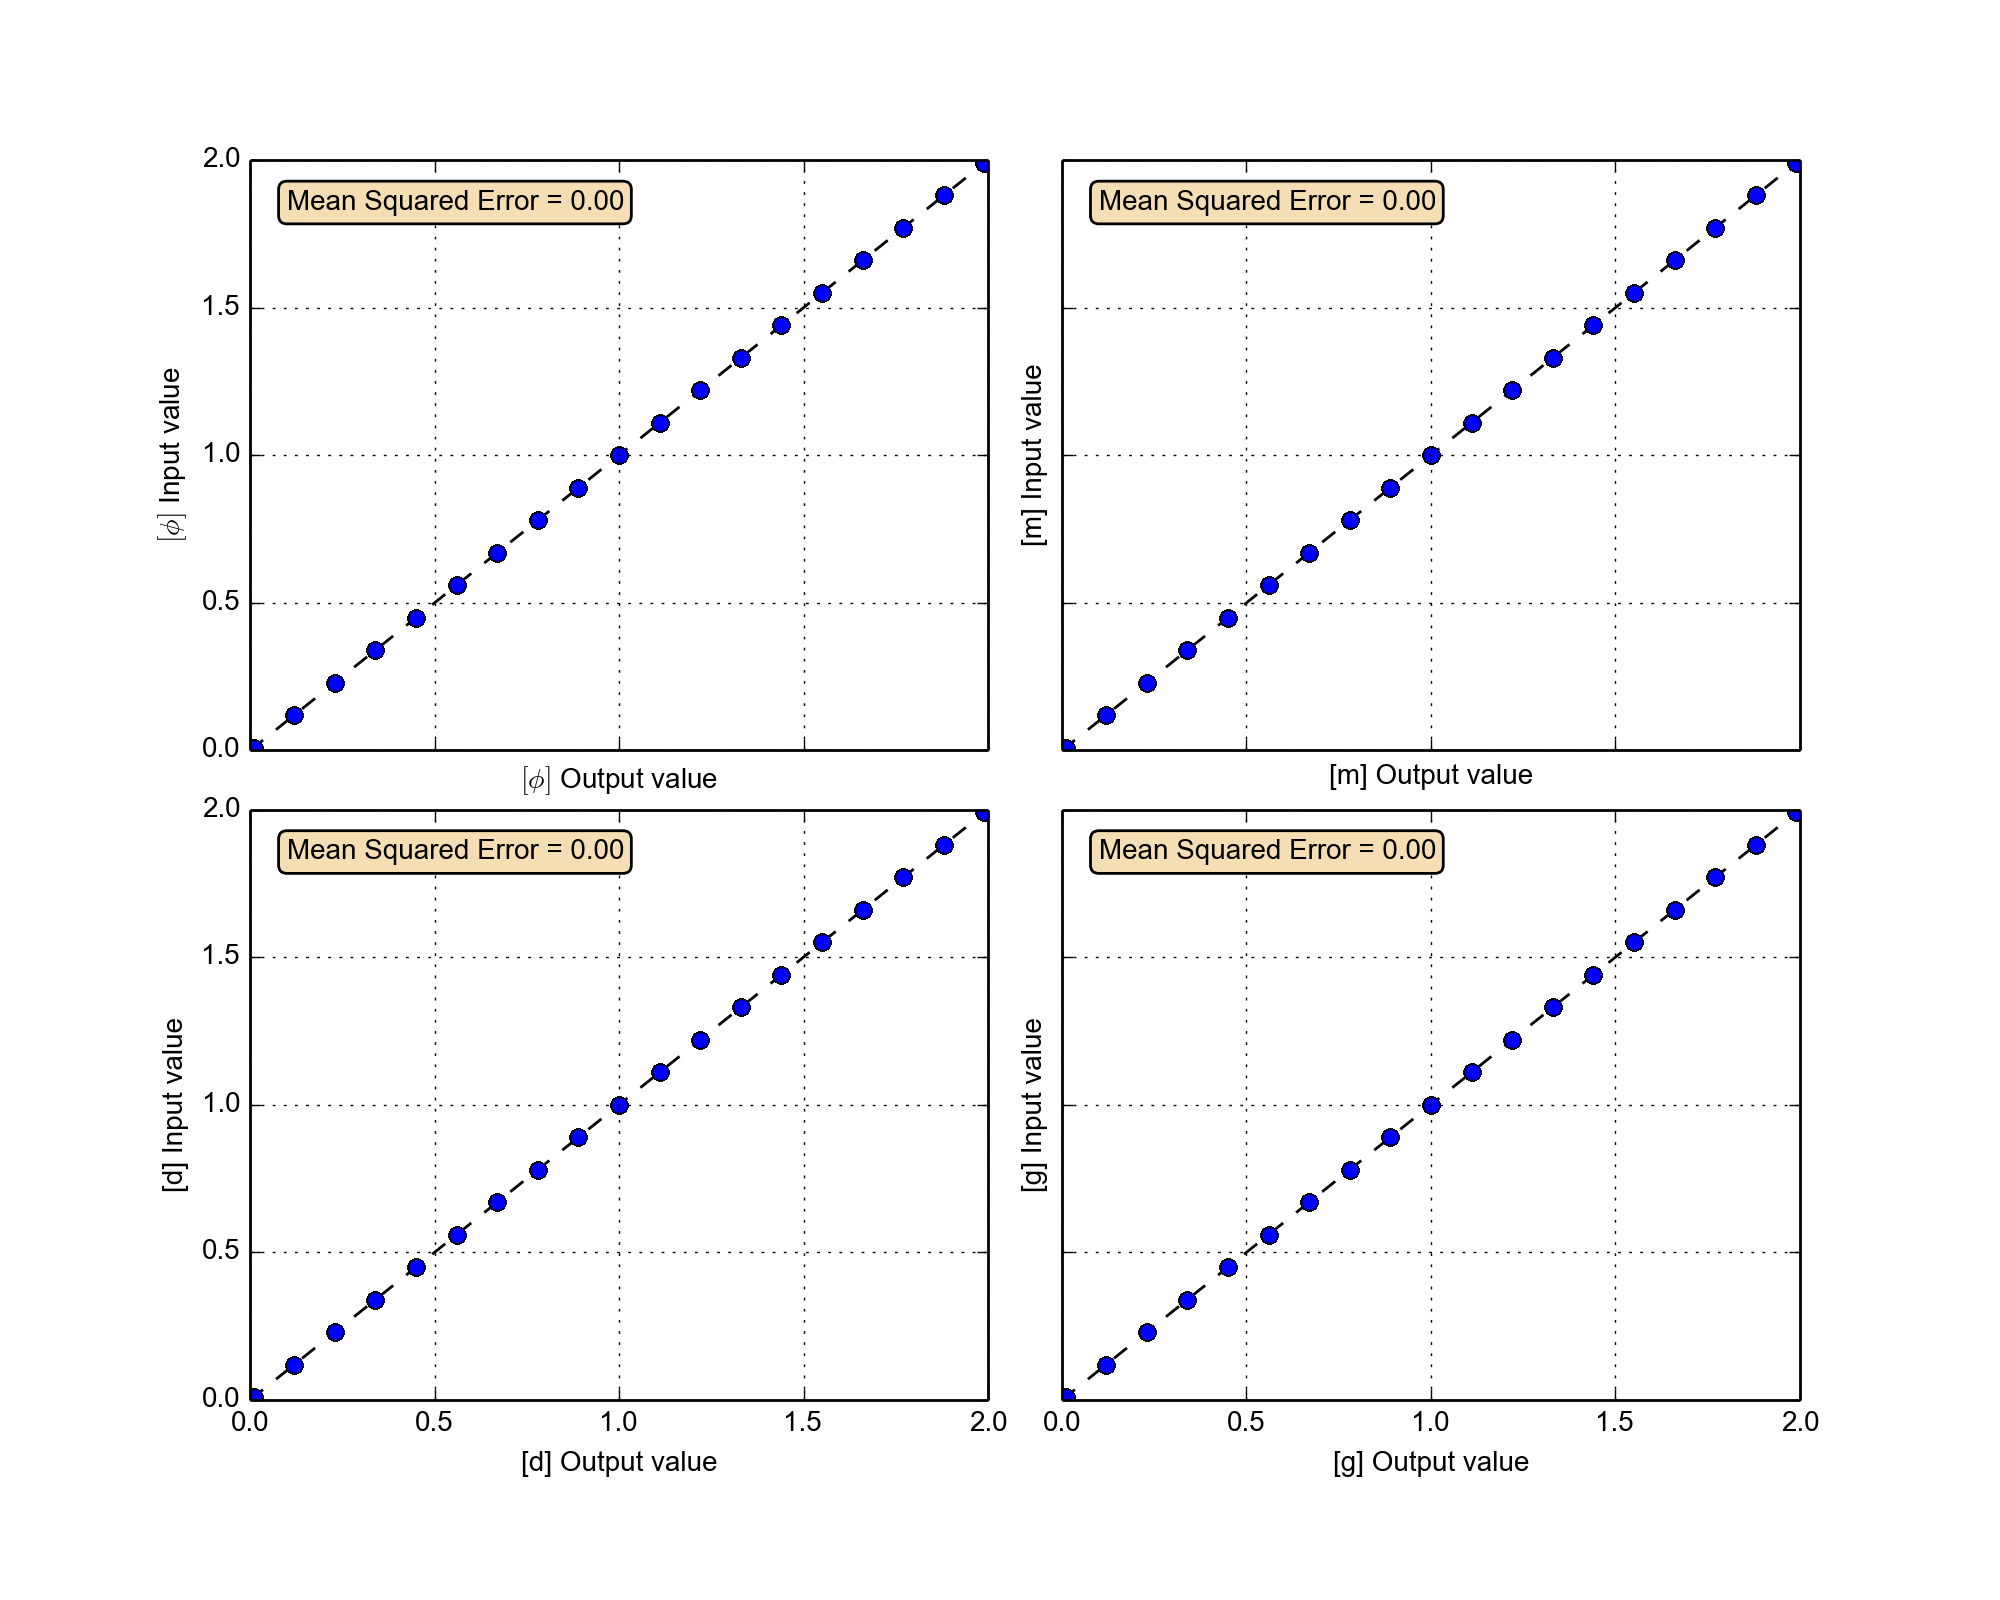 2.0
Mean Squared Error = 0.00
1.5
1.0
0.5
0.0
[ϕ] Input value
[ϕ] Output value
Mean Squared Error = 0.00
[m] Input value
[m] Output value
2.0
Mean Squared Error = 0.00
1.5
1.0
0.5
0.0
[d] Input value
0.0 0.5 1.0 1.5 2.0
[d] Output value
Mean Squared Error = 0.00
[g] Input value
0.0 0.5 1.0 1.5 2.0
[g] Output value